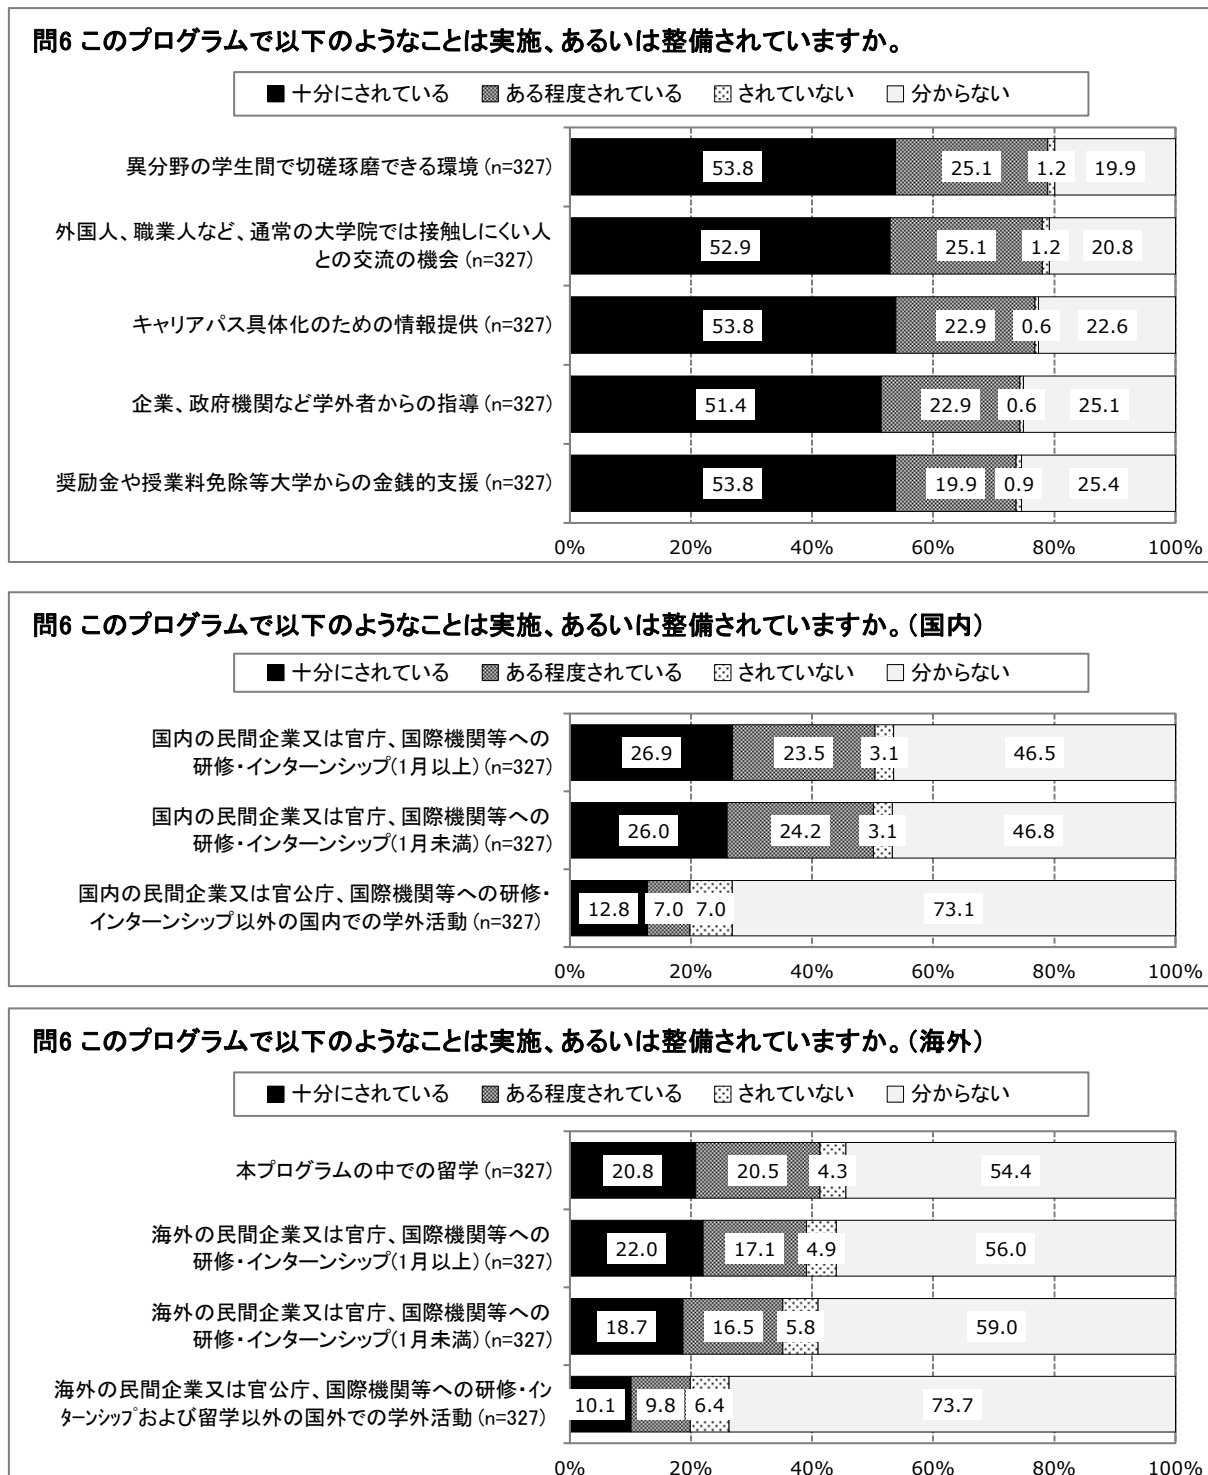 問6 このプログラムで以下のようなことは実施、あるいは整備されていますか。
■ 十分にされている ある程度されている されていない 分からない
異分野の学生間で切磋琢磨できる環境 (n=327) 53.8 25.1 1.2 19.9
外国人、職業人など、通常の大学院では接触しにくい人
との交流の機会 (n=327) 52.9 25.1 1.2 20.8
キャリアパス具体化のための情報提供 (n=327) 53.8 22.9 0.6 22.6
企業、政府機関など学外者からの指導 (n=327) 51.4 22.9 0.6 25.1
奨励金や授業料免除等大学からの金銭的支援 (n=327) 53.8 19.9 0.9 25.4
0% 20% 40% 60% 80% 100%
問6 このプログラムで以下のようなことは実施、あるいは整備されていますか。(国内)
■ 十分にされている ある程度されている されていない 分からない
国内の民間企業又は官庁、国際機関等への
研修・インターンシップ(1月以上) (n=327) 26.9 23.5 3.1 46.5
国内の民間企業又は官庁、国際機関等への
研修・インターンシップ(1月未満) (n=327) 26.0 24.2 3.1 46.8
国内の民間企業又は官公庁、国際機関等への研修・
インターンシップ以外の国内での学外活動 (n=327) 12.8 7.0 7.0 73.1
0% 20% 40% 60% 80% 100%
問6 このプログラムで以下のようなことは実施、あるいは整備されていますか。(海外)
■ 十分にされている ある程度されている されていない 分からない
本プログラムの中での留学 (n=327) 20.8 20.5 4.3 54.4
海外の民間企業又は官庁、国際機関等への
研修・インターンシップ(1月以上) (n=327) 22.0 17.1 4.9 56.0
海外の民間企業又は官庁、国際機関等への
研修・インターンシップ(1月未満) (n=327) 18.7 16.5 5.8 59.0
海外の民間企業又は官公庁、国際機関等への研修・イン
ターンシップおよび留学以外の国外での学外活動 (n=327) 10.1 9.8 6.4 73.7
0% 20% 40% 60% 80% 100%